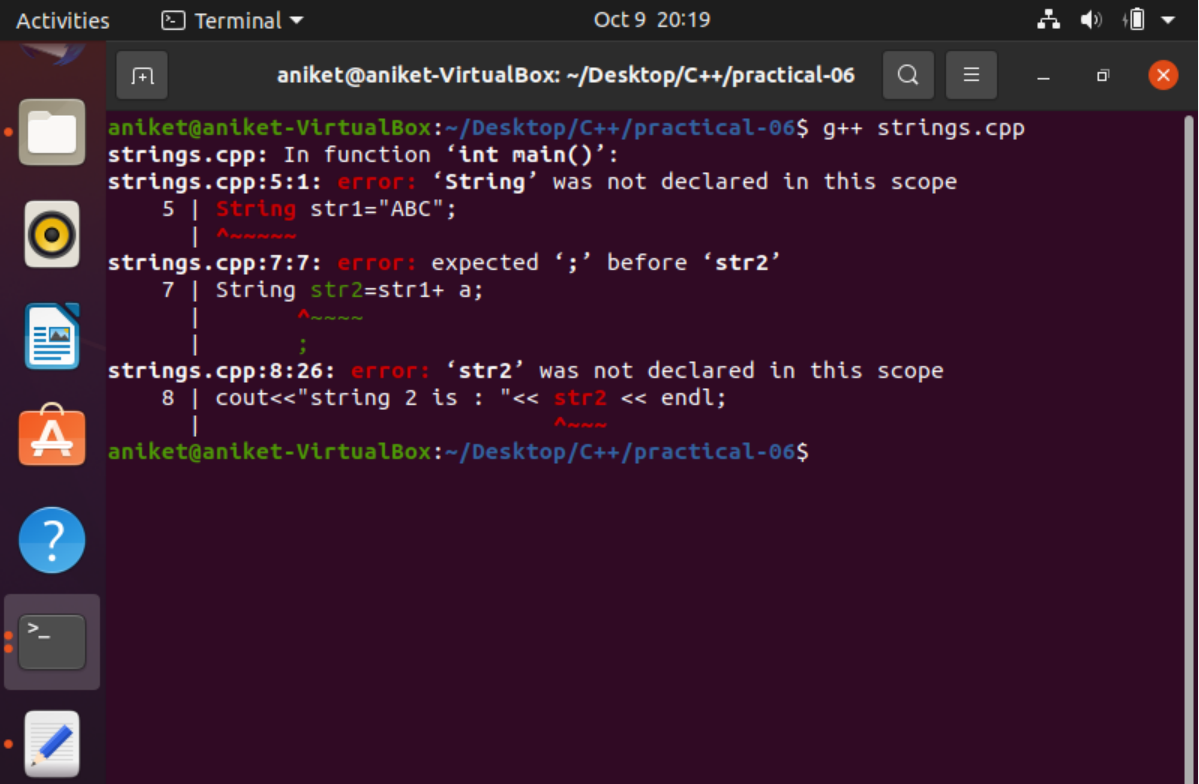 Activities
Terminal
Oct 9 20:19
aniket@aniket-VirtualBox: ~/Desktop/C++/practical-06
aniket@aniket-VirtualBox:~/Desktop/C++/practical-06$ g++ strings.cpp
strings.cpp: In function ‘int main()’:
strings.cpp:5:1: error: ‘String’ was not declared in this scope
    5 | String str1="ABC";
      | ^~~~~~
strings.cpp:7:7: error: expected ‘;’ before ‘str2’
    7 | String str2=str1+ a;
      |       ^~~~~
      |       ;
strings.cpp:8:26: error: ‘str2’ was not declared in this scope
    8 | cout<<"string 2 is : "<< str2 << endl;
      |                          ^~~~
aniket@aniket-VirtualBox:~/Desktop/C++/practical-06$